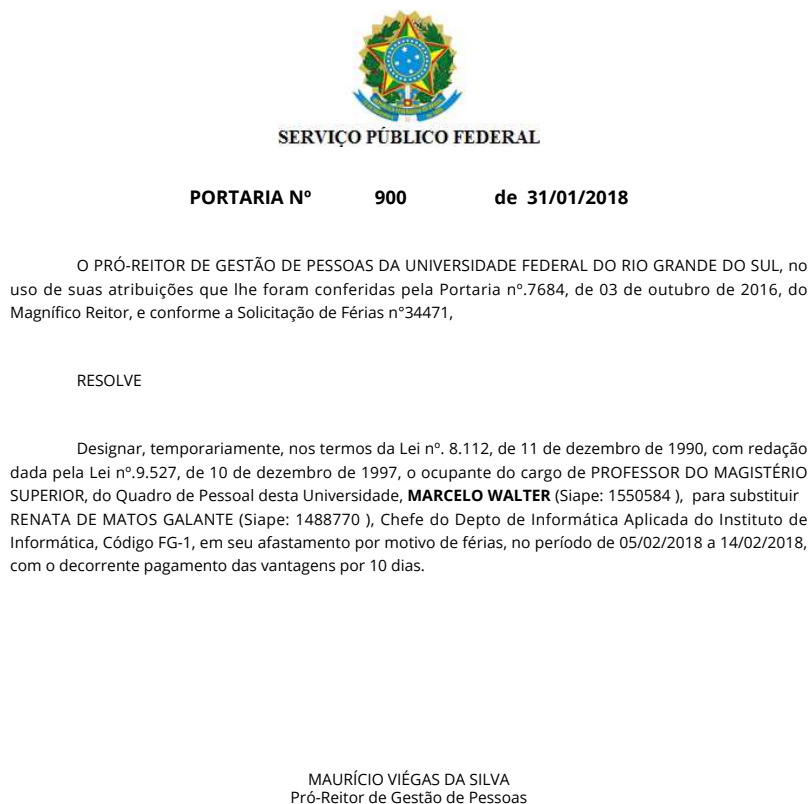 SERVIÇO PÚBLICO FEDERAL
PORTARIA Nº 900 de 31/01/2018
O PRÓ-REITOR DE GESTÃO DE PESSOAS DA UNIVERSIDADE FEDERAL DO RIO GRANDE DO SUL, no
uso de suas atribuições que lhe foram conferidas pela Portaria nº.7684, de 03 de outubro de 2016, do
Magnífico Reitor, e conforme a Solicitação de Férias n°34471,
RESOLVE
Designar, temporariamente, nos termos da Lei nº. 8.112, de 11 de dezembro de 1990, com redação
dada pela Lei nº.9.527, de 10 de dezembro de 1997, o ocupante do cargo de PROFESSOR DO MAGISTÉRIO
SUPERIOR, do Quadro de Pessoal desta Universidade, MARCELO WALTER (Siape: 1550584 ), para substituir
RENATA DE MATOS GALANTE (Siape: 1488770 ), Chefe do Depto de Informática Aplicada do Instituto de
Informática, Código FG-1, em seu afastamento por motivo de férias, no período de 05/02/2018 a 14/02/2018,
com o decorrente pagamento das vantagens por 10 dias.
MAURÍCIO VIÉGAS DA SILVA
Pró-Reitor de Gestão de Pessoas